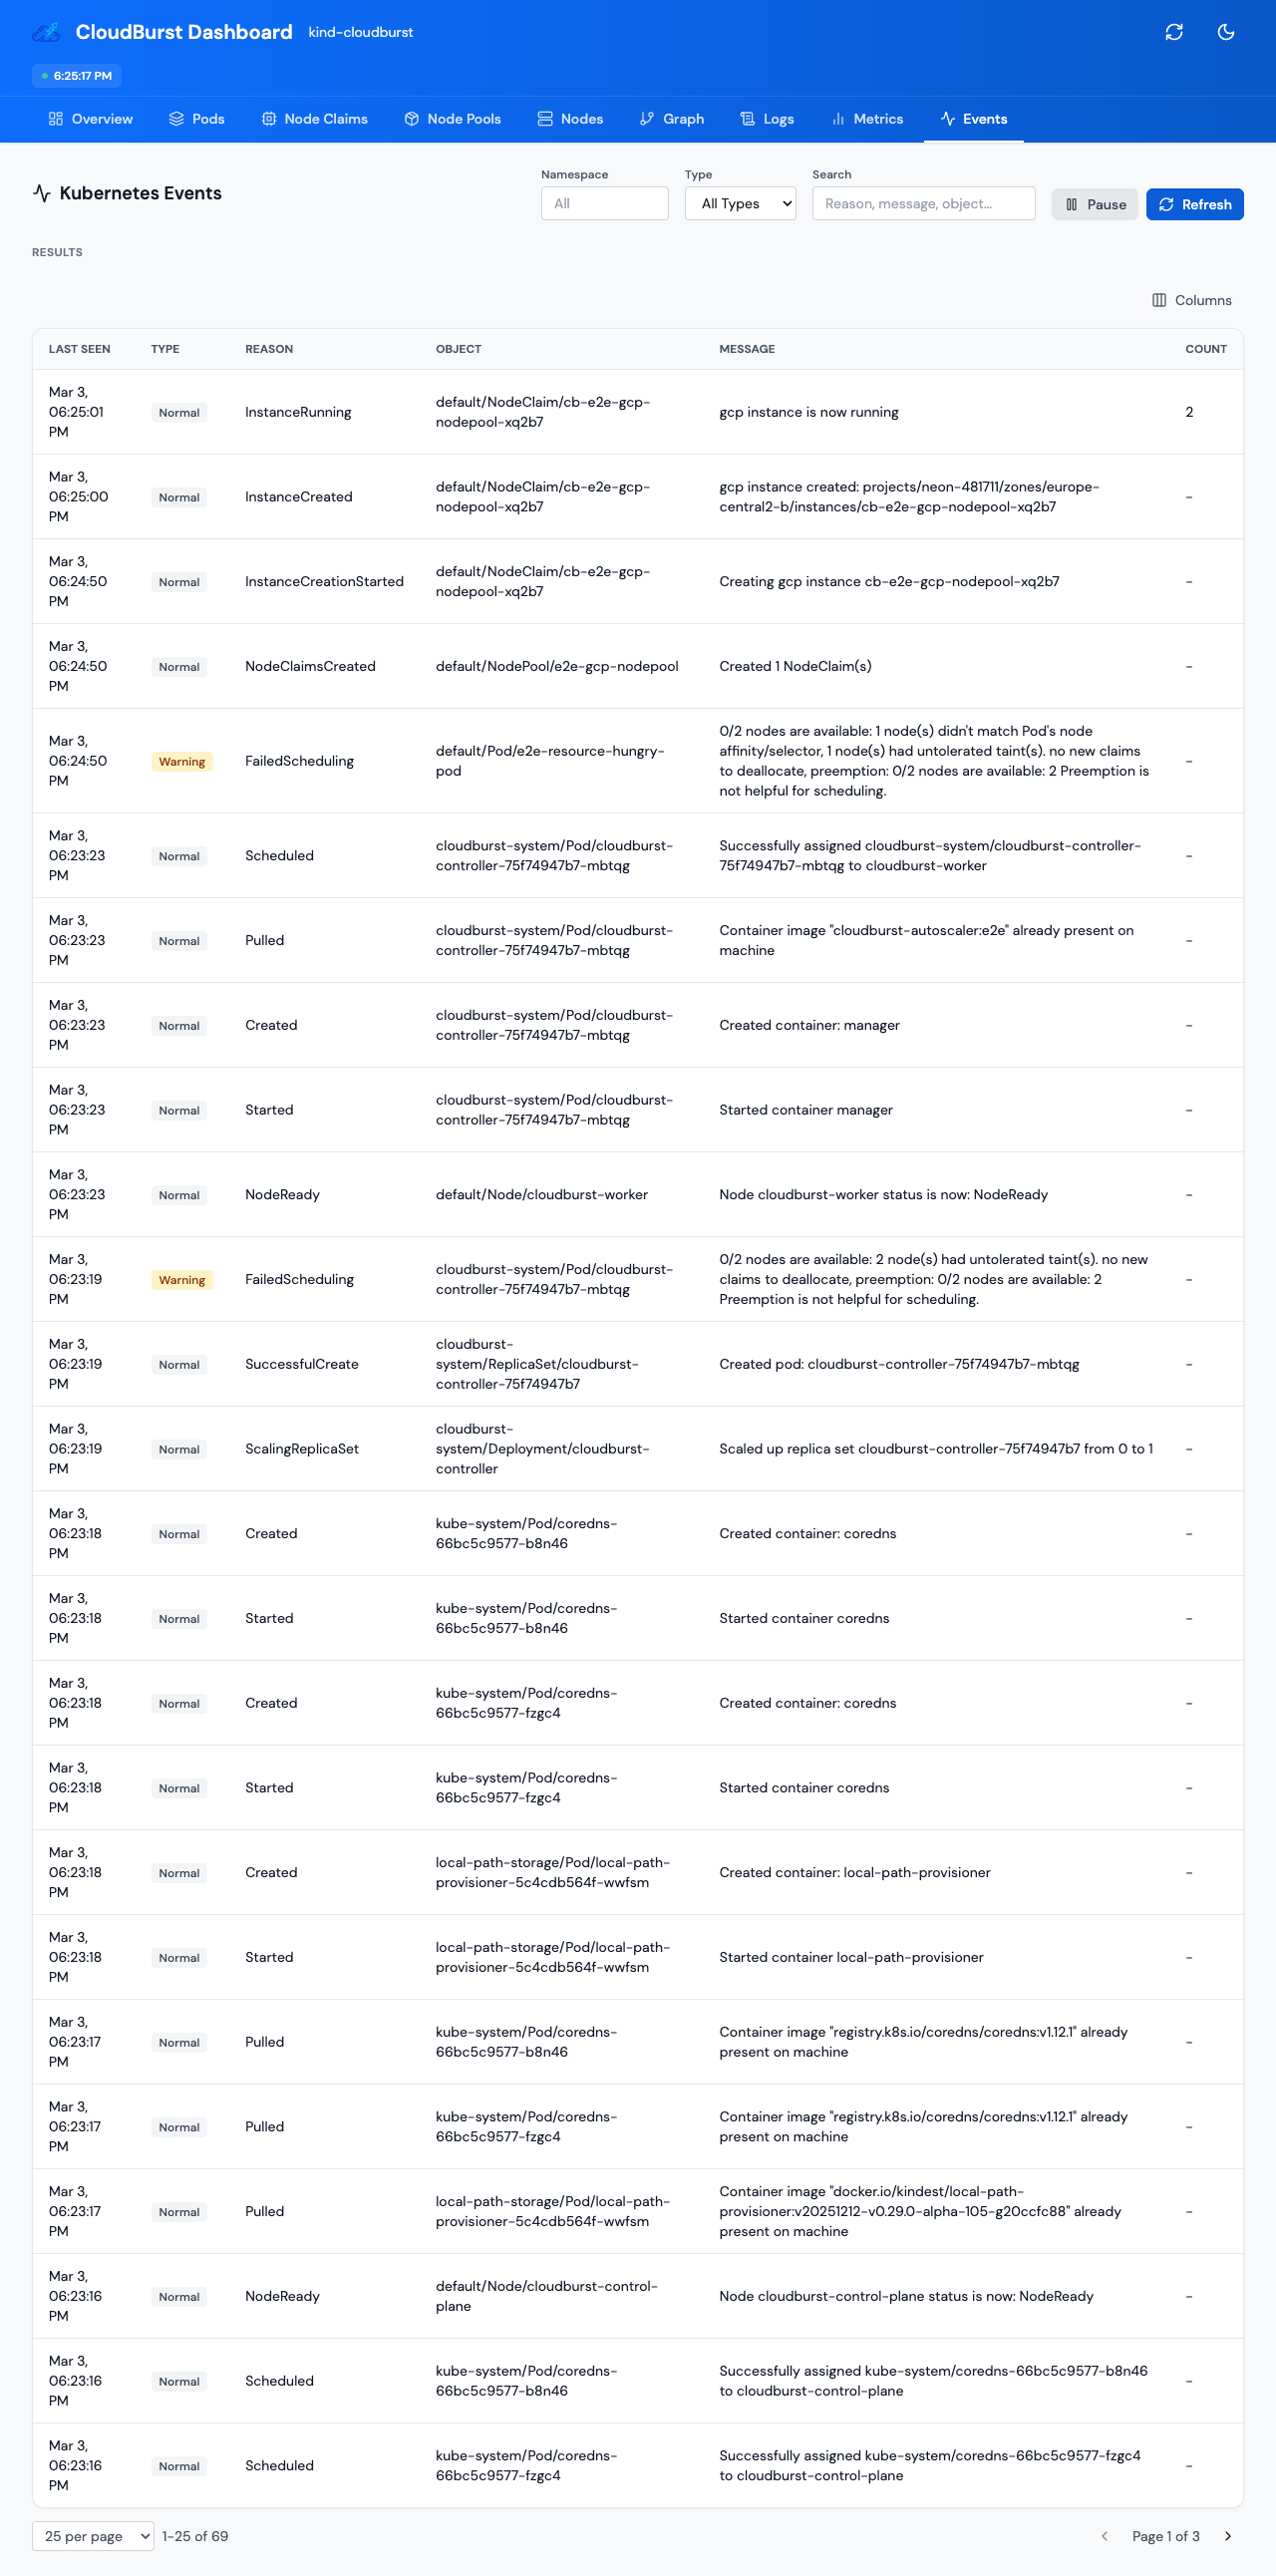 CloudBurst Dashboard kind-cloudburst
6:25:17 PM
Overview Pods Node Claims Node Pools Nodes Graph Logs Metrics Events
Kubernetes Events
Namespace Type Search
All All Types Reason, message, object... Pause Refresh
RESULTS
Columns
LAST SEEN TYPE REASON OBJECT MESSAGE COUNT
Mar 3,
06:25:01
PM
Normal
InstanceRunning
default/NodeClaim/cb-e2e-gcp-
nodepool-xq2b7
gcp instance is now running
2
Mar 3,
06:25:00
PM
Normal
InstanceCreated
default/NodeClaim/cb-e2e-gcp-
nodepool-xq2b7
gcp instance created: projects/neon-481711/zones/europe-
central2-b/instances/cb-e2e-gcp-nodepool-xq2b7
-
Mar 3,
06:24:50
PM
Normal
InstanceCreationStarted
default/NodeClaim/cb-e2e-gcp-
nodepool-xq2b7
Creating gcp instance cb-e2e-gcp-nodepool-xq2b7
-
Mar 3,
06:24:50
PM
Normal
NodeClaimsCreated
default/NodePool/e2e-gcp-nodepool
Created 1 NodeClaim(s)
-
Mar 3,
06:24:50
PM
Warning
FailedScheduling
default/Pod/e2e-resource-hungry-
pod
0/2 nodes are available: 1 node(s) didn't match Pod's node
affinity/selector, 1 node(s) had untolerated taint(s). no new claims
to deallocate, preemption: 0/2 nodes are available: 2 Preemption is
not helpful for scheduling.
-
Mar 3,
06:23:23
PM
Normal
Scheduled
cloudburst-system/Pod/cloudburst-
controller-75f74947b7-mbtqg
Successfully assigned cloudburst-system/cloudburst-controller-
75f74947b7-mbtqg to cloudburst-worker
-
Mar 3,
06:23:23
PM
Normal
Pulled
cloudburst-system/Pod/cloudburst-
controller-75f74947b7-mbtqg
Container image "cloudburst-autoscaler:e2e" already present on
machine
-
Mar 3,
06:23:23
PM
Normal
Created
cloudburst-system/Pod/cloudburst-
controller-75f74947b7-mbtqg
Created container: manager
-
Mar 3,
06:23:23
PM
Normal
Started
cloudburst-system/Pod/cloudburst-
controller-75f74947b7-mbtqg
Started container manager
-
Mar 3,
06:23:23
PM
Normal
NodeReady
default/Node/cloudburst-worker
Node cloudburst-worker status is now: NodeReady
-
Mar 3,
06:23:19
PM
Warning
FailedScheduling
cloudburst-system/Pod/cloudburst-
controller-75f74947b7-mbtqg
0/2 nodes are available: 2 node(s) had untolerated taint(s). no new
claims to deallocate, preemption: 0/2 nodes are available: 2
Preemption is not helpful for scheduling.
-
Mar 3,
06:23:19
PM
Normal
SuccessfulCreate
cloudburst-
system/ReplicaSet/cloudburst-
controller-75f74947b7
Created pod: cloudburst-controller-75f74947b7-mbtqg
-
Mar 3,
06:23:19
PM
Normal
ScalingReplicaSet
cloudburst-
system/Deployment/cloudburst-
controller
Scaled up replica set cloudburst-controller-75f74947b7 from 0 to 1
-
Mar 3,
06:23:18
PM
Normal
Created
kube-system/Pod/coredns-
66bc5c9577-b8n46
Created container: coredns
-
Mar 3,
06:23:18
PM
Normal
Started
kube-system/Pod/coredns-
66bc5c9577-b8n46
Started container coredns
-
Mar 3,
06:23:18
PM
Normal
Created
kube-system/Pod/coredns-
66bc5c9577-fzgc4
Created container: coredns
-
Mar 3,
06:23:18
PM
Normal
Started
kube-system/Pod/coredns-
66bc5c9577-fzgc4
Started container coredns
-
Mar 3,
06:23:18
PM
Normal
Created
local-path-storage/Pod/local-path-
provisioner-5c4cdb564f-wwfsm
Created container: local-path-provisioner
-
Mar 3,
06:23:18
PM
Normal
Started
local-path-storage/Pod/local-path-
provisioner-5c4cdb564f-wwfsm
Started container local-path-provisioner
-
Mar 3,
06:23:17
PM
Normal
Pulled
kube-system/Pod/coredns-
66bc5c9577-b8n46
Container image "registry.k8s.io/coredns/coredns:v1.12.1" already
present on machine
-
Mar 3,
06:23:17
PM
Normal
Pulled
kube-system/Pod/coredns-
66bc5c9577-fzgc4
Container image "registry.k8s.io/coredns/coredns:v1.12.1" already
present on machine
-
Mar 3,
06:23:17
PM
Normal
Pulled
local-path-storage/Pod/local-path-
provisioner-5c4cdb564f-wwfsm
Container image "docker.io/kindest/local-path-
provisioner:v20251212-v0.29.0-alpha-105-g20ccfc88" already
present on machine
-
Mar 3,
06:23:16
PM
Normal
NodeReady
default/Node/cloudburst-control-
plane
Node cloudburst-control-plane status is now: NodeReady
-
Mar 3,
06:23:16
PM
Normal
Scheduled
kube-system/Pod/coredns-
66bc5c9577-b8n46
Successfully assigned kube-system/coredns-66bc5c9577-b8n46
to cloudburst-control-plane
-
Mar 3,
06:23:16
PM
Normal
Scheduled
kube-system/Pod/coredns-
66bc5c9577-fzgc4
Successfully assigned kube-system/coredns-66bc5c9577-fzgc4
to cloudburst-control-plane
-
25 per page 1-25 of 69 Page 1 of 3